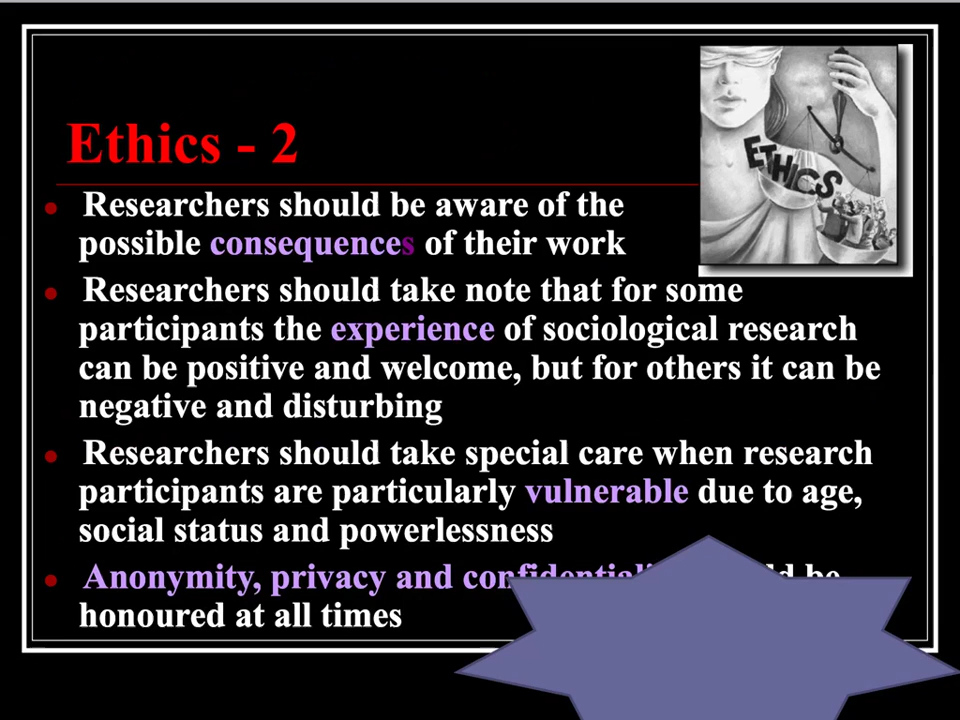 Ethics - 2
ETHICS
Researchers should be aware of the
possible consequences of their work
Researchers should take note that for some
participants the experience of sociological research
can be positive and welcome, but for others it can be
negative and disturbing
Researchers should take special care when research
participants are particularly vulnerable due to age,
social status and powerlessness
Anonymity, privacy and be
honoured at all times